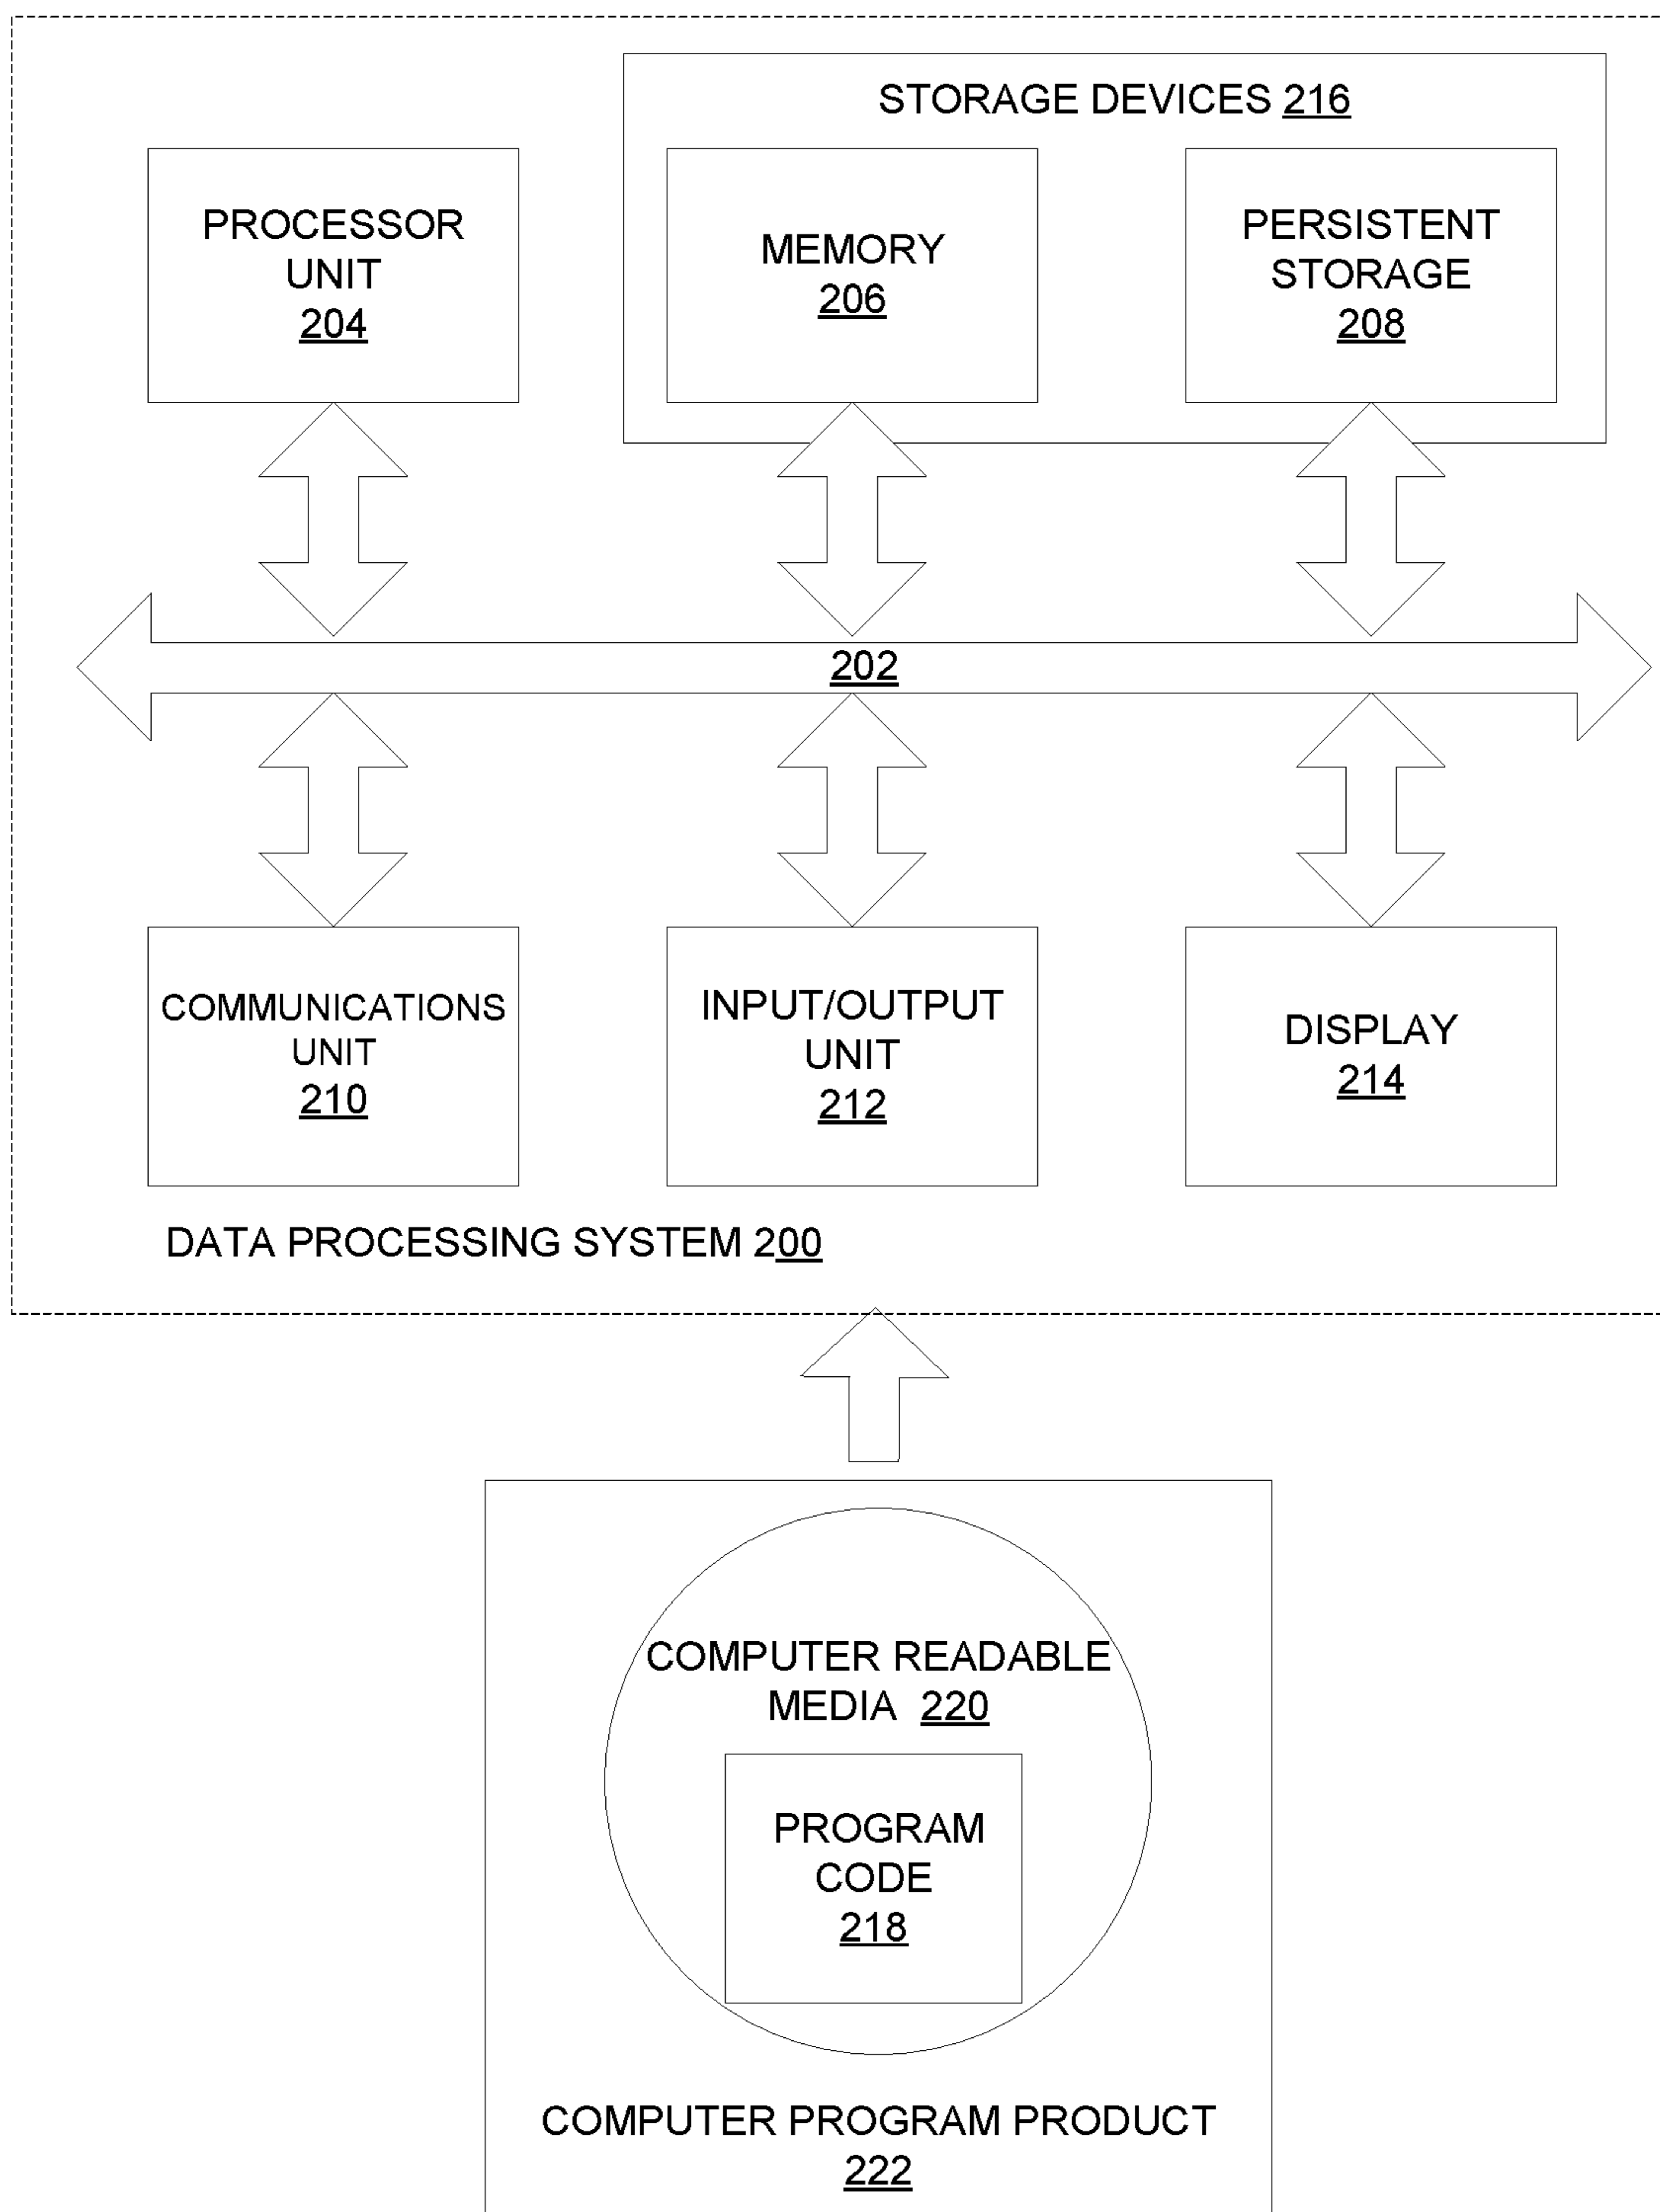 STORAGE DEVICES 216
PROCESSOR
UNIT
204
MEMORY
206
PERSISTENT
STORAGE
208
202
COMMUNICATIONS
UNIT
210
INPUT/OUTPUT
UNIT
212
DISPLAY
214
DATA PROCESSING SYSTEM 200
COMPUTER READABLE
MEDIA 220
PROGRAM
CODE
218
COMPUTER PROGRAM PRODUCT
222